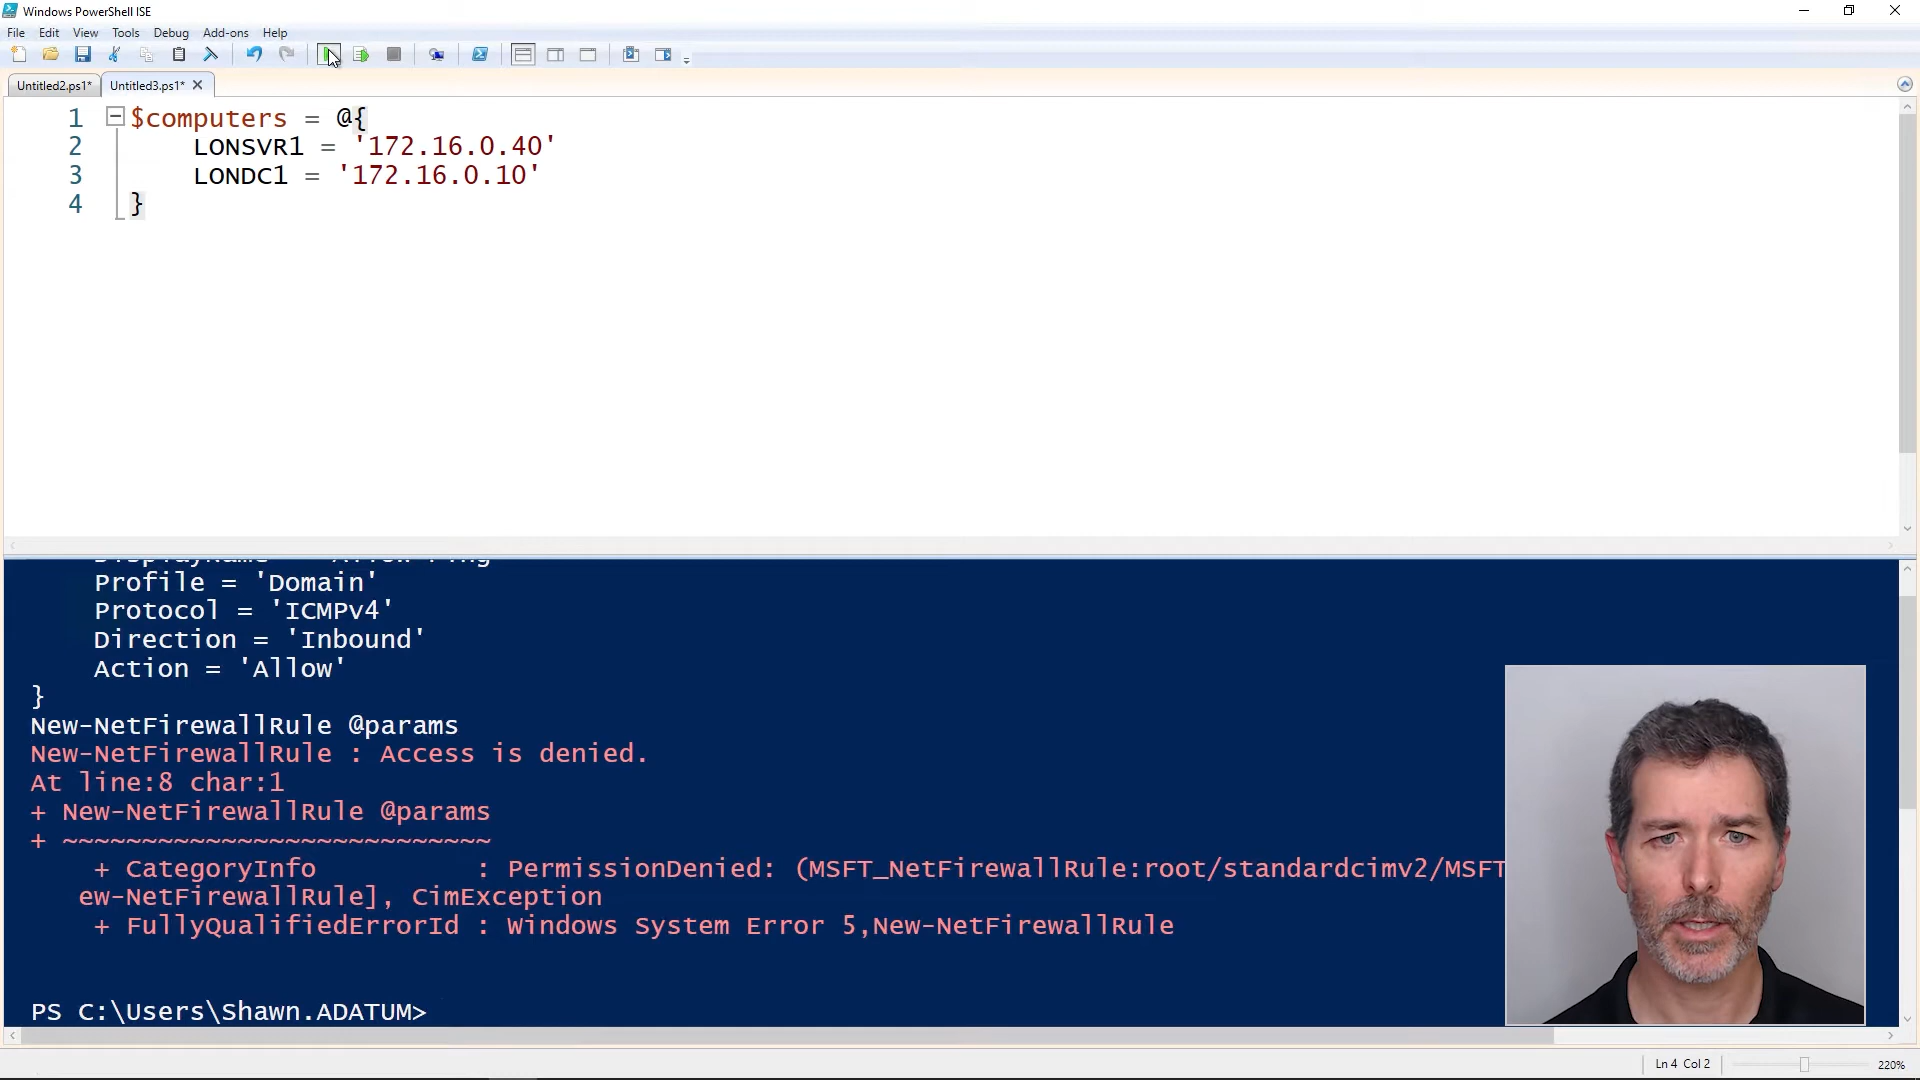 Windows PowerShell ISE
File Edit View Tools Debug Add-ons Help
Untitled2.ps1* Untitled3.ps1* X
1 $computers = @{
2 LONSVR1 = '172.16.0.40'
3 LONDC1 = '172.16.0.10'
4 }
Profile = 'Domain'
Protocol = 'ICMPv4'
Direction = 'Inbound'
Action = 'Allow'
}
New-NetFirewallRule @params
New-NetFirewallRule : Access is denied.
At line:8 char:1
+ New-NetFirewallRule @params
+ ~~~~~~~~~~~~~~~~~~~~~~~~~~~
+ CategoryInfo : PermissionDenied: (MSFT_NetFirewallRule:root/standardcimv2/MSFT
ew-NetFirewallRule], CimException
+ FullyQualifiedErrorId : Windows System Error 5,New-NetFirewallRule
PS C:\Users\Shawn.ADATUM>
Ln 4 Col 2 220%